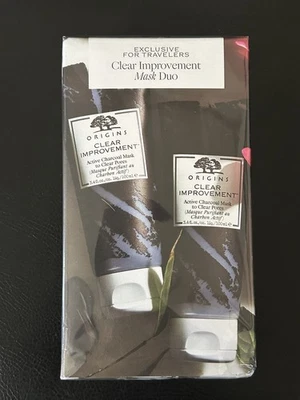 EXCLUSIVE
FOR TRAVELERS
Clear Improvement
Mask Duo
ORIGINS
CLEAR
IMPROVEMENT
Active Charcoal Mask
to Clear Pores
(Masque Purifiant au
Charbon Actif)
ORIGINS
CLEAR
IMPROVEMENT
Active Charcoal Mask
to Clear Pores
(Masque Purifiant au
Charbon Actif)